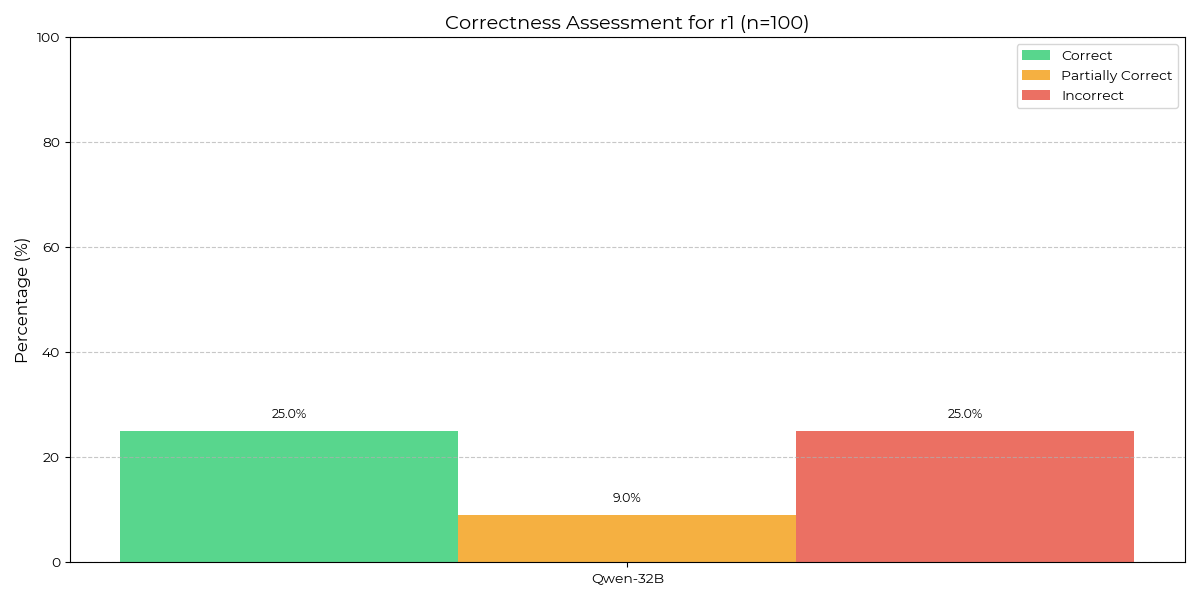 Correctness Assessment for r1 (n=100)
100
80
60
40
20
0
Percentage (%)
Correct
Partially Correct
Incorrect
25.0%
9.0%
25.0%
Qwen-32B